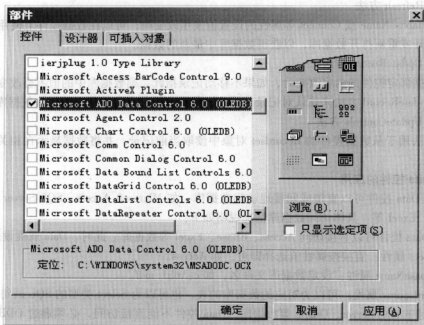 部件
控件 设计器 可插入对象
ierjplug 1.0 Type Library
Microsoft Access BarCode Control 9.0
Microsoft ActiveX Plugin
Microsoft ADO Data Control 6.0 (OLEDB)
Microsoft Agent Control 2.0
Microsoft Chart Control 6.0 (OLEDB)
Microsoft Comm Control 6.0
Microsoft Common Dialog Control 6.0
Microsoft Data Bound List Controls 6.0
Microsoft DataGrid Control 6.0 (OLEDB)
Microsoft DataList Controls 6.0 (OLEDB
Microsoft DataRepeater Control 6.0 (OL
OLE
浏览(B)...
只显示选定项(S)
Microsoft ADO Data Control 6.0 (OLEDB)
定位: C:\WINDOWS\system32\MSADODC.OCX
确定 取消 应用(A)